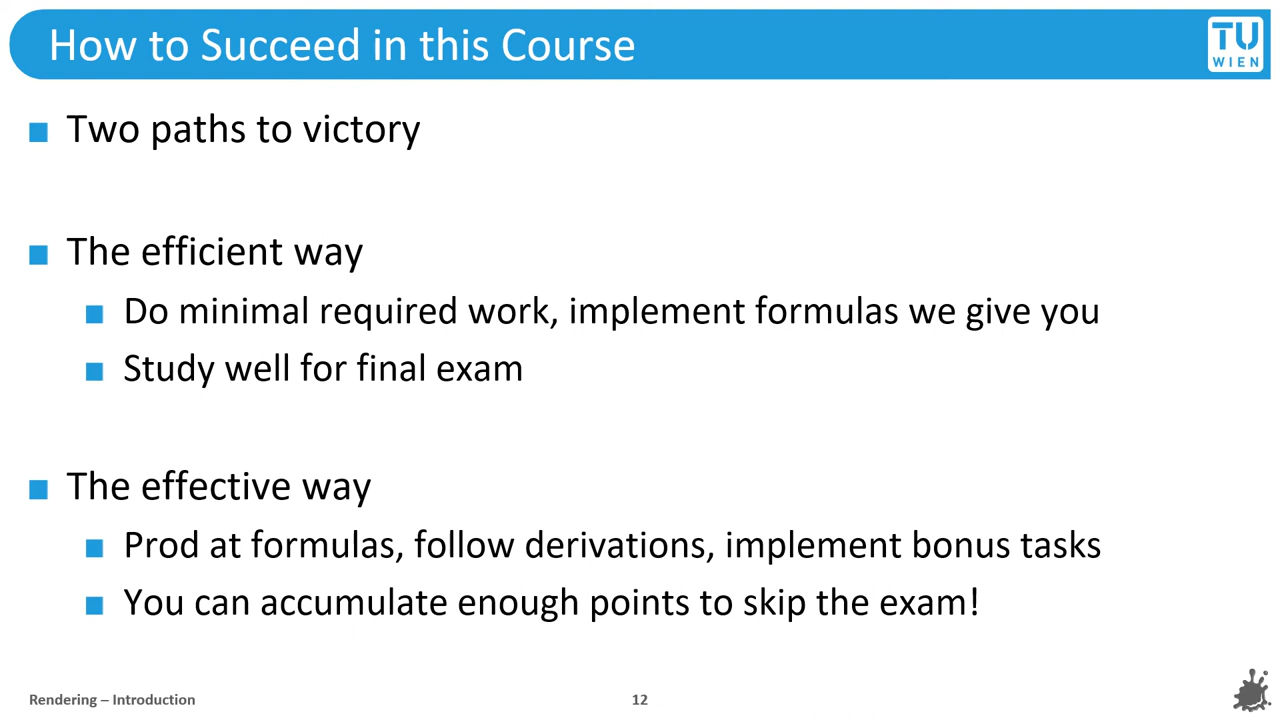 How to Succeed in this Course
TU
WIEN
Two paths to victory
The efficient way
Do minimal required work, implement formulas we give you
Study well for final exam
The effective way
Prod at formulas, follow derivations, implement bonus tasks
You can accumulate enough points to skip the exam!
Rendering – Introduction
12